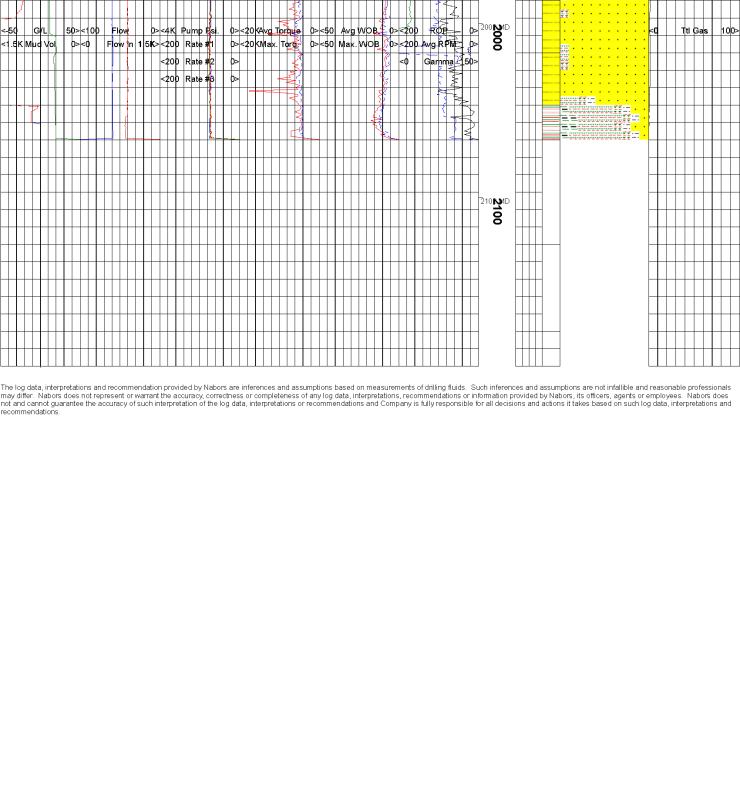 <-50 G/L 50><100 Flow 0><4K Pump Psi. 0><20K Avg Torque 0><50 Avg WOB 0><200 ROP 0>
<0 Ttl Gas 100>
<1.5K Mud Vol 0><0 Flow In 1.5K><200 Rate #1 0><20K Max. Torq 0><50 Max. WOB 0><200 Avg RPM 0>
<200 Rate #2 0> <0 Gamma 150>
<200 Rate #3 0>
2000 MD
2000
2100 MD
2100
The log data, interpretations and recommendation provided by Nabors are inferences and assumptions based on measurements of drilling fluids. Such inferences and assumptions are not infallible and reasonable professionals
may differ. Nabors does not represent or warrant the accuracy, correctness or completeness of any log data, interpretations, recommendations or information provided by Nabors, its officers, agents or employees. Nabors does
not and cannot guarantee the accuracy of such interpretation of the log data, interpretations or recommendations and Company is fully responsible for all decisions and actions it takes based on such log data, interpretations and
recommendations.